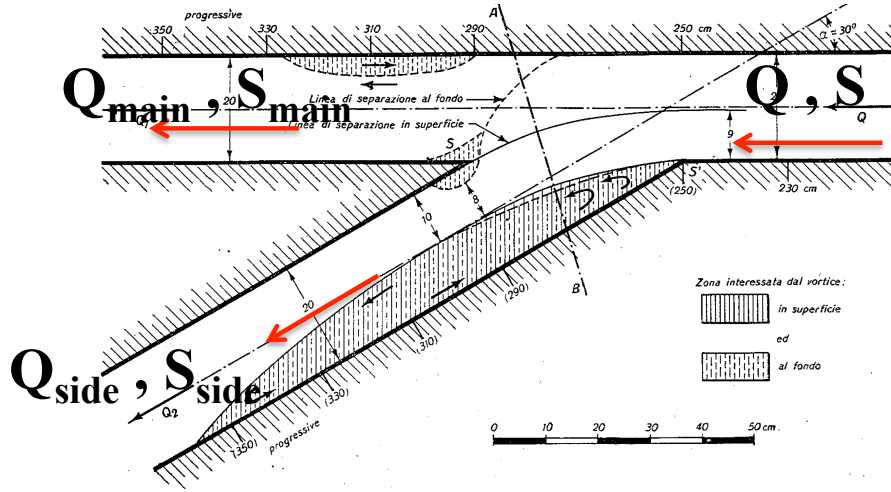 progressive
350
330
310
290
A
250 cm
α = 30°
Q_main , S_main
20
Linea di separazione al fondo
Q , S
Q₁
Linea di separazione in superficie
9
Q
S
S'
(250)
230 cm
10
8
20
(290)
B
(310)
(330)
(350)
progressive
Q_side , S_side
Q₂
Zona interessata dal vortice:
in superficie
ed
al fondo
0 10 20 30 40 50 cm.